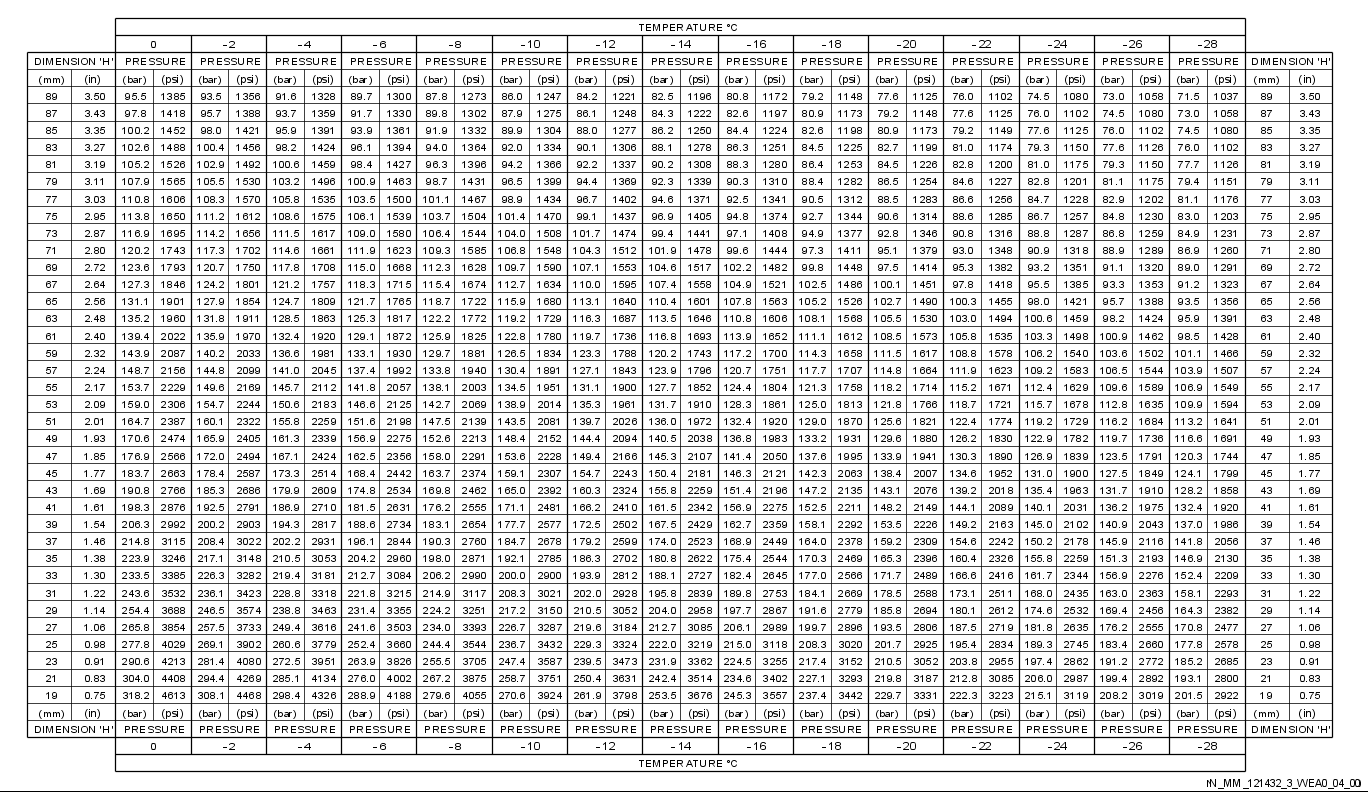 TEMPERATURE °C
0 -2 -4 -6 -8 -10 -12 -14 -16 -18 -20 -22 -24 -26 -28
DIMENSION 'H' PRESSURE PRESSURE PRESSURE PRESSURE PRESSURE PRESSURE PRESSURE PRESSURE PRESSURE PRESSURE PRESSURE PRESSURE PRESSURE PRESSURE PRESSURE DIMENSION 'H'
(mm) (in) (bar) (psi) (bar) (psi) (bar) (psi) (bar) (psi) (bar) (psi) (bar) (psi) (bar) (psi) (bar) (psi) (bar) (psi) (bar) (psi) (bar) (psi) (bar) (psi) (bar) (psi) (bar) (psi) (bar) (psi) (mm) (in)
89 3.50 95.5 1385 93.5 1356 91.6 1328 89.7 1300 87.8 1273 86.0 1247 84.2 1221 82.5 1196 80.8 1172 79.2 1148 77.6 1125 76.0 1102 74.5 1080 73.0 1058 71.5 1037 89 3.50
87 3.43 97.8 1418 95.7 1388 93.7 1359 91.7 1330 89.8 1302 87.9 1275 86.1 1248 84.3 1222 82.6 1197 80.9 1173 79.2 1148 77.6 1125 76.0 1102 74.5 1080 73.0 1058 87 3.43
85 3.35 100.2 1452 98.0 1421 95.9 1391 93.9 1361 91.9 1332 89.9 1304 88.0 1277 86.2 1250 84.4 1224 82.6 1198 80.9 1173 79.2 1149 77.6 1125 76.0 1102 74.5 1080 85 3.35
83 3.27 102.6 1488 100.4 1456 98.2 1424 96.1 1394 94.0 1364 92.0 1334 90.1 1306 88.1 1278 86.3 1251 84.5 1225 82.7 1199 81.0 1174 79.3 1150 77.6 1126 76.0 1102 83 3.27
81 3.19 105.2 1526 102.9 1492 100.6 1459 98.4 1427 96.3 1396 94.2 1366 92.2 1337 90.2 1308 88.3 1280 86.4 1253 84.5 1226 82.8 1200 81.0 1175 79.3 1150 77.7 1126 81 3.19
79 3.11 107.9 1565 105.5 1530 103.2 1496 100.9 1463 98.7 1431 96.5 1399 94.4 1369 92.3 1339 90.3 1310 88.4 1282 86.5 1254 84.6 1227 82.8 1201 81.1 1175 79.4 1151 79 3.11
77 3.03 110.8 1606 108.3 1570 105.8 1535 103.5 1500 101.1 1467 98.9 1434 96.7 1402 94.6 1371 92.5 1341 90.5 1312 88.5 1283 86.6 1256 84.7 1228 82.9 1202 81.1 1176 77 3.03
75 2.95 113.8 1650 111.2 1612 108.6 1575 106.1 1539 103.7 1504 101.4 1470 99.1 1437 96.9 1405 94.8 1374 92.7 1344 90.6 1314 88.6 1285 86.7 1257 84.8 1230 83.0 1203 75 2.95
73 2.87 116.9 1695 114.2 1656 111.5 1617 109.0 1580 106.4 1544 104.0 1508 101.7 1474 99.4 1441 97.1 1408 94.9 1377 92.8 1346 90.8 1316 88.8 1287 86.8 1259 84.9 1231 73 2.87
71 2.80 120.2 1743 117.3 1702 114.6 1661 111.9 1623 109.3 1585 106.8 1548 104.3 1512 101.9 1478 99.6 1444 97.3 1411 95.1 1379 93.0 1348 90.9 1318 88.9 1289 86.9 1260 71 2.80
69 2.72 123.6 1793 120.7 1750 117.8 1708 115.0 1668 112.3 1628 109.7 1590 107.1 1553 104.6 1517 102.2 1482 99.8 1448 97.5 1414 95.3 1382 93.2 1351 91.1 1320 89.0 1291 69 2.72
67 2.64 127.3 1846 124.2 1801 121.2 1757 118.3 1715 115.4 1674 112.7 1634 110.0 1595 107.4 1558 104.9 1521 102.5 1486 100.1 1451 97.8 1418 95.5 1385 93.3 1353 91.2 1323 67 2.64
65 2.56 131.1 1901 127.9 1854 124.7 1809 121.7 1765 118.7 1722 115.9 1680 113.1 1640 110.4 1601 107.8 1563 105.2 1526 102.7 1490 100.3 1455 98.0 1421 95.7 1388 93.5 1356 65 2.56
63 2.48 135.2 1960 131.8 1911 128.5 1863 125.3 1817 122.2 1772 119.2 1729 116.3 1687 113.5 1646 110.8 1606 108.1 1568 105.5 1530 103.0 1494 100.6 1459 98.2 1424 95.9 1391 63 2.48
61 2.40 139.4 2022 135.9 1970 132.4 1920 129.1 1872 125.9 1825 122.8 1780 119.7 1736 116.8 1693 113.9 1652 111.1 1612 108.5 1573 105.8 1535 103.3 1498 100.9 1462 98.5 1428 61 2.40
59 2.32 143.9 2087 140.2 2033 136.6 1981 133.1 1930 129.7 1881 126.5 1834 123.3 1788 120.2 1743 117.2 1700 114.3 1658 111.5 1617 108.8 1578 106.2 1540 103.6 1502 101.1 1466 59 2.32
57 2.24 148.7 2156 144.8 2099 141.0 2045 137.4 1992 133.8 1940 130.4 1891 127.1 1843 123.9 1796 120.7 1751 117.7 1707 114.8 1664 111.9 1623 109.2 1583 106.5 1544 103.9 1507 57 2.24
55 2.17 153.7 2229 149.6 2169 145.7 2112 141.8 2057 138.1 2003 134.5 1951 131.1 1900 127.7 1852 124.4 1804 121.3 1758 118.2 1714 115.2 1671 112.4 1629 109.6 1589 106.9 1549 55 2.17
53 2.09 159.0 2306 154.7 2244 150.6 2183 146.6 2125 142.7 2069 138.9 2014 135.3 1961 131.7 1910 128.3 1861 125.0 1813 121.8 1766 118.7 1721 115.7 1678 112.8 1635 109.9 1594 53 2.09
51 2.01 164.7 2387 160.1 2322 155.8 2259 151.6 2198 147.5 2139 143.5 2081 139.7 2026 136.0 1972 132.4 1920 129.0 1870 125.6 1821 122.4 1774 119.2 1729 116.2 1684 113.2 1641 51 2.01
49 1.93 170.6 2474 165.9 2405 161.3 2339 156.9 2275 152.6 2213 148.4 2152 144.4 2094 140.5 2038 136.8 1983 133.2 1931 129.6 1880 126.2 1830 122.9 1782 119.7 1736 116.6 1691 49 1.93
47 1.85 176.9 2566 172.0 2494 167.1 2424 162.5 2356 158.0 2291 153.6 2228 149.4 2166 145.3 2107 141.4 2050 137.6 1995 133.9 1941 130.3 1890 126.9 1839 123.5 1791 120.3 1744 47 1.85
45 1.77 183.7 2663 178.4 2587 173.3 2514 168.4 2442 163.7 2374 159.1 2307 154.7 2243 150.4 2181 146.3 2121 142.3 2063 138.4 2007 134.6 1952 131.0 1900 127.5 1849 124.1 1799 45 1.77
43 1.69 190.8 2766 185.3 2686 179.9 2609 174.8 2534 169.8 2462 165.0 2392 160.3 2324 155.8 2259 151.4 2196 147.2 2135 143.1 2076 139.2 2018 135.4 1963 131.7 1910 128.2 1858 43 1.69
41 1.61 198.3 2876 192.5 2791 186.9 2710 181.5 2631 176.2 2555 171.1 2481 166.2 2410 161.5 2342 156.9 2275 152.5 2211 148.2 2149 144.1 2089 140.1 2031 136.2 1975 132.4 1920 41 1.61
39 1.54 206.3 2992 200.2 2903 194.3 2817 188.6 2734 183.1 2654 177.7 2577 172.5 2502 167.5 2429 162.7 2359 158.1 2292 153.5 2226 149.2 2163 145.0 2102 140.9 2043 137.0 1986 39 1.54
37 1.46 214.8 3115 208.4 3022 202.2 2931 196.1 2844 190.3 2760 184.7 2678 179.2 2599 174.0 2523 168.9 2449 164.0 2378 159.2 2309 154.6 2242 150.2 2178 145.9 2116 141.8 2056 37 1.46
35 1.38 223.9 3246 217.1 3148 210.5 3053 204.2 2960 198.0 2871 192.1 2785 186.3 2702 180.8 2622 175.4 2544 170.3 2469 165.3 2396 160.4 2326 155.8 2259 151.3 2193 146.9 2130 35 1.38
33 1.30 233.5 3385 226.3 3282 219.4 3181 212.7 3084 206.2 2990 200.0 2900 193.9 2812 188.1 2727 182.4 2645 177.0 2566 171.7 2489 166.6 2416 161.7 2344 156.9 2276 152.4 2209 33 1.30
31 1.22 243.6 3532 236.1 3423 228.8 3318 221.8 3215 214.9 3117 208.3 3021 202.0 2928 195.8 2839 189.8 2753 184.1 2669 178.5 2588 173.1 2511 168.0 2435 163.0 2363 158.1 2293 31 1.22
29 1.14 254.4 3688 246.5 3574 238.8 3463 231.4 3355 224.2 3251 217.2 3150 210.5 3052 204.0 2958 197.7 2867 191.6 2779 185.8 2694 180.1 2612 174.6 2532 169.4 2456 164.3 2382 29 1.14
27 1.06 265.8 3854 257.5 3733 249.4 3616 241.6 3503 234.0 3393 226.7 3287 219.6 3184 212.7 3085 206.1 2989 199.7 2896 193.5 2806 187.5 2719 181.8 2635 176.2 2555 170.8 2477 27 1.06
25 0.98 277.8 4029 269.1 3902 260.6 3779 252.4 3660 244.4 3544 236.7 3432 229.3 3324 222.0 3219 215.0 3118 208.3 3020 201.7 2925 195.4 2834 189.3 2745 183.4 2660 177.8 2578 25 0.98
23 0.91 290.6 4213 281.4 4080 272.5 3951 263.9 3826 255.5 3705 247.4 3587 239.5 3473 231.9 3362 224.5 3255 217.4 3152 210.5 3052 203.8 2955 197.4 2862 191.2 2772 185.2 2685 23 0.91
21 0.83 304.0 4408 294.4 4269 285.1 4134 276.0 4002 267.2 3875 258.7 3751 250.4 3631 242.4 3514 234.6 3402 227.1 3293 219.8 3187 212.8 3085 206.0 2987 199.4 2892 193.1 2800 21 0.83
19 0.75 318.2 4613 308.1 4468 298.4 4326 288.9 4188 279.6 4055 270.6 3924 261.9 3798 253.5 3676 245.3 3557 237.4 3442 229.7 3331 222.3 3223 215.1 3119 208.2 3019 201.5 2922 19 0.75
(mm) (in) (bar) (psi) (bar) (psi) (bar) (psi) (bar) (psi) (bar) (psi) (bar) (psi) (bar) (psi) (bar) (psi) (bar) (psi) (bar) (psi) (bar) (psi) (bar) (psi) (bar) (psi) (bar) (psi) (bar) (psi) (mm) (in)
DIMENSION 'H' PRESSURE PRESSURE PRESSURE PRESSURE PRESSURE PRESSURE PRESSURE PRESSURE PRESSURE PRESSURE PRESSURE PRESSURE PRESSURE PRESSURE PRESSURE DIMENSION 'H'
0 -2 -4 -6 -8 -10 -12 -14 -16 -18 -20 -22 -24 -26 -28
TEMPERATURE °C
N_MM_121432_3_WEA0_04_00